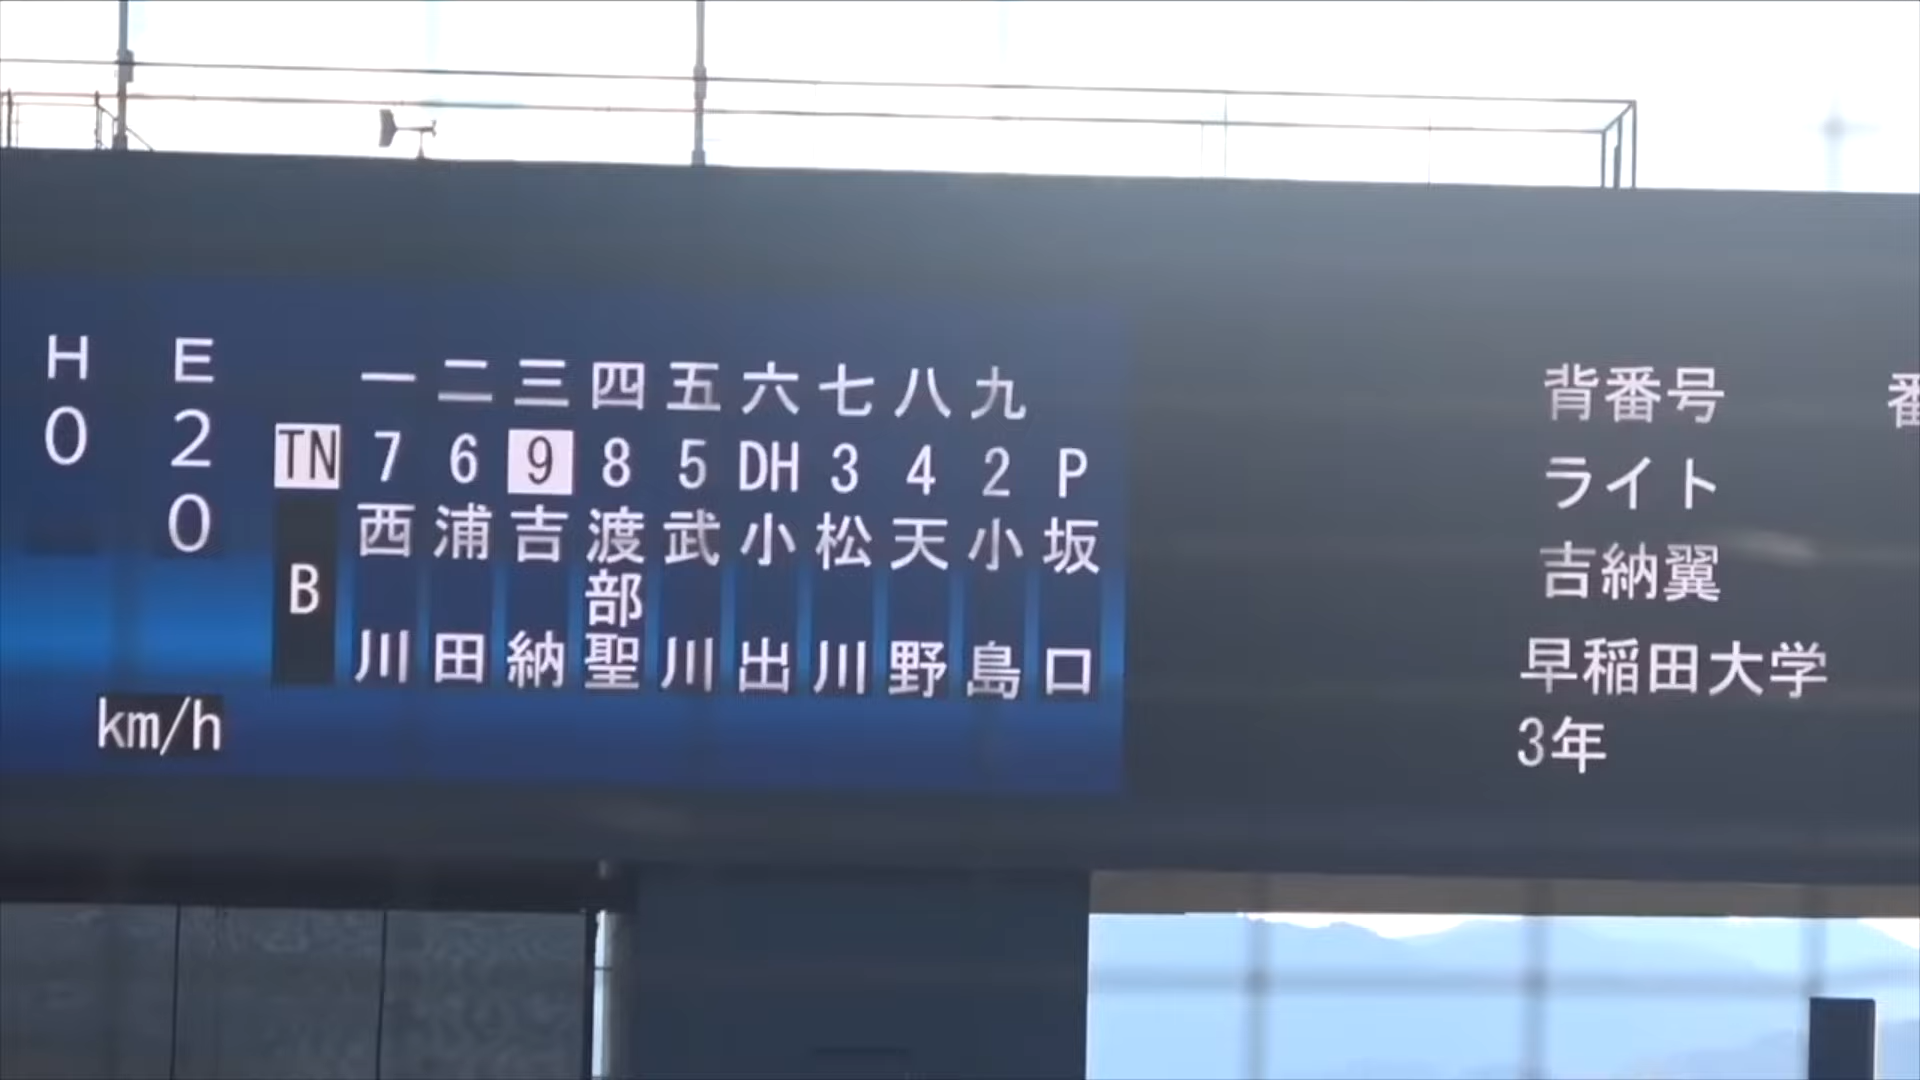 H E
0 2
0
一 二 三 四 五 六 七 八 九
TN 7 6 9 8 5 DH 3 4 2 P
B 西川 浦田 吉納 渡部聖 武川 小出 松川 天野 小島 坂口
km/h
背番号 番
ライト
吉納翼
早稲田大学
3年